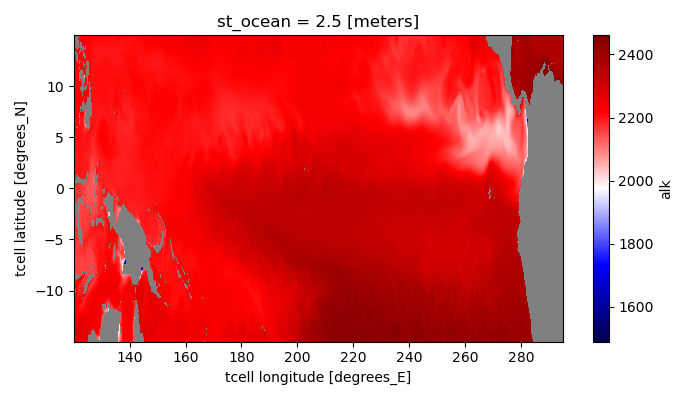 st_ocean = 2.5 [meters]
10
5
0
−5
−10
tcell latitude [degrees_N]
140 160 180 200 220 240 260 280
tcell longitude [degrees_E]
2400
2200
2000
1800
1600
alk